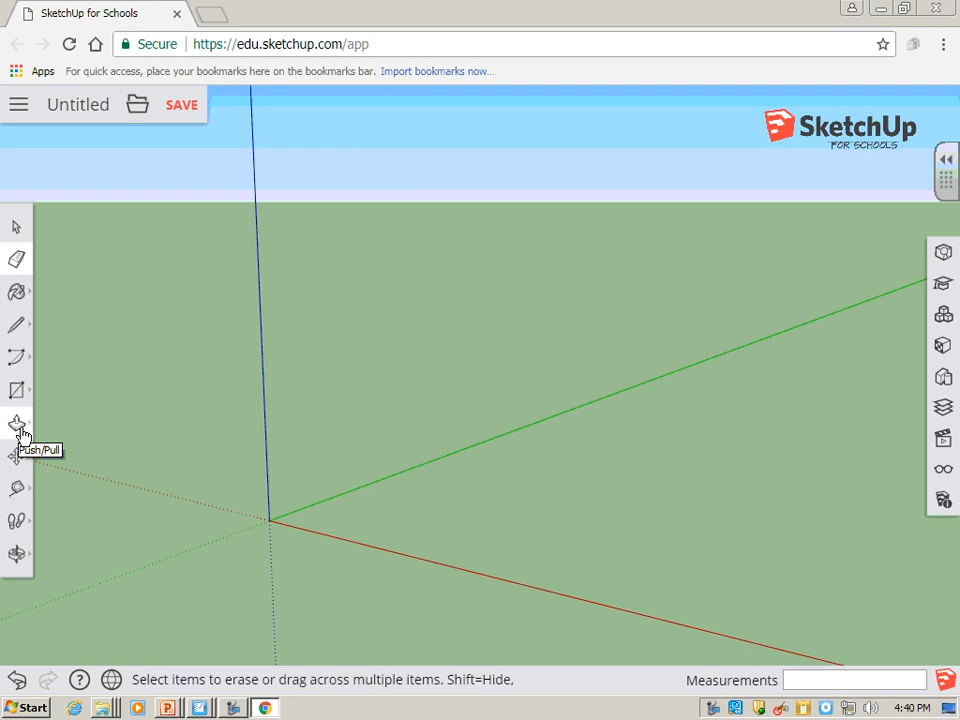 SketchUp for Schools
Secure https://edu.sketchup.com/app
Apps For quick access, place your bookmarks here on the bookmarks bar. Import bookmarks now...
Untitled SAVE
SketchUp
FOR SCHOOLS
Push/Pull
Select items to erase or drag across multiple items. Shift=Hide,
Measurements
Start 4:40 PM